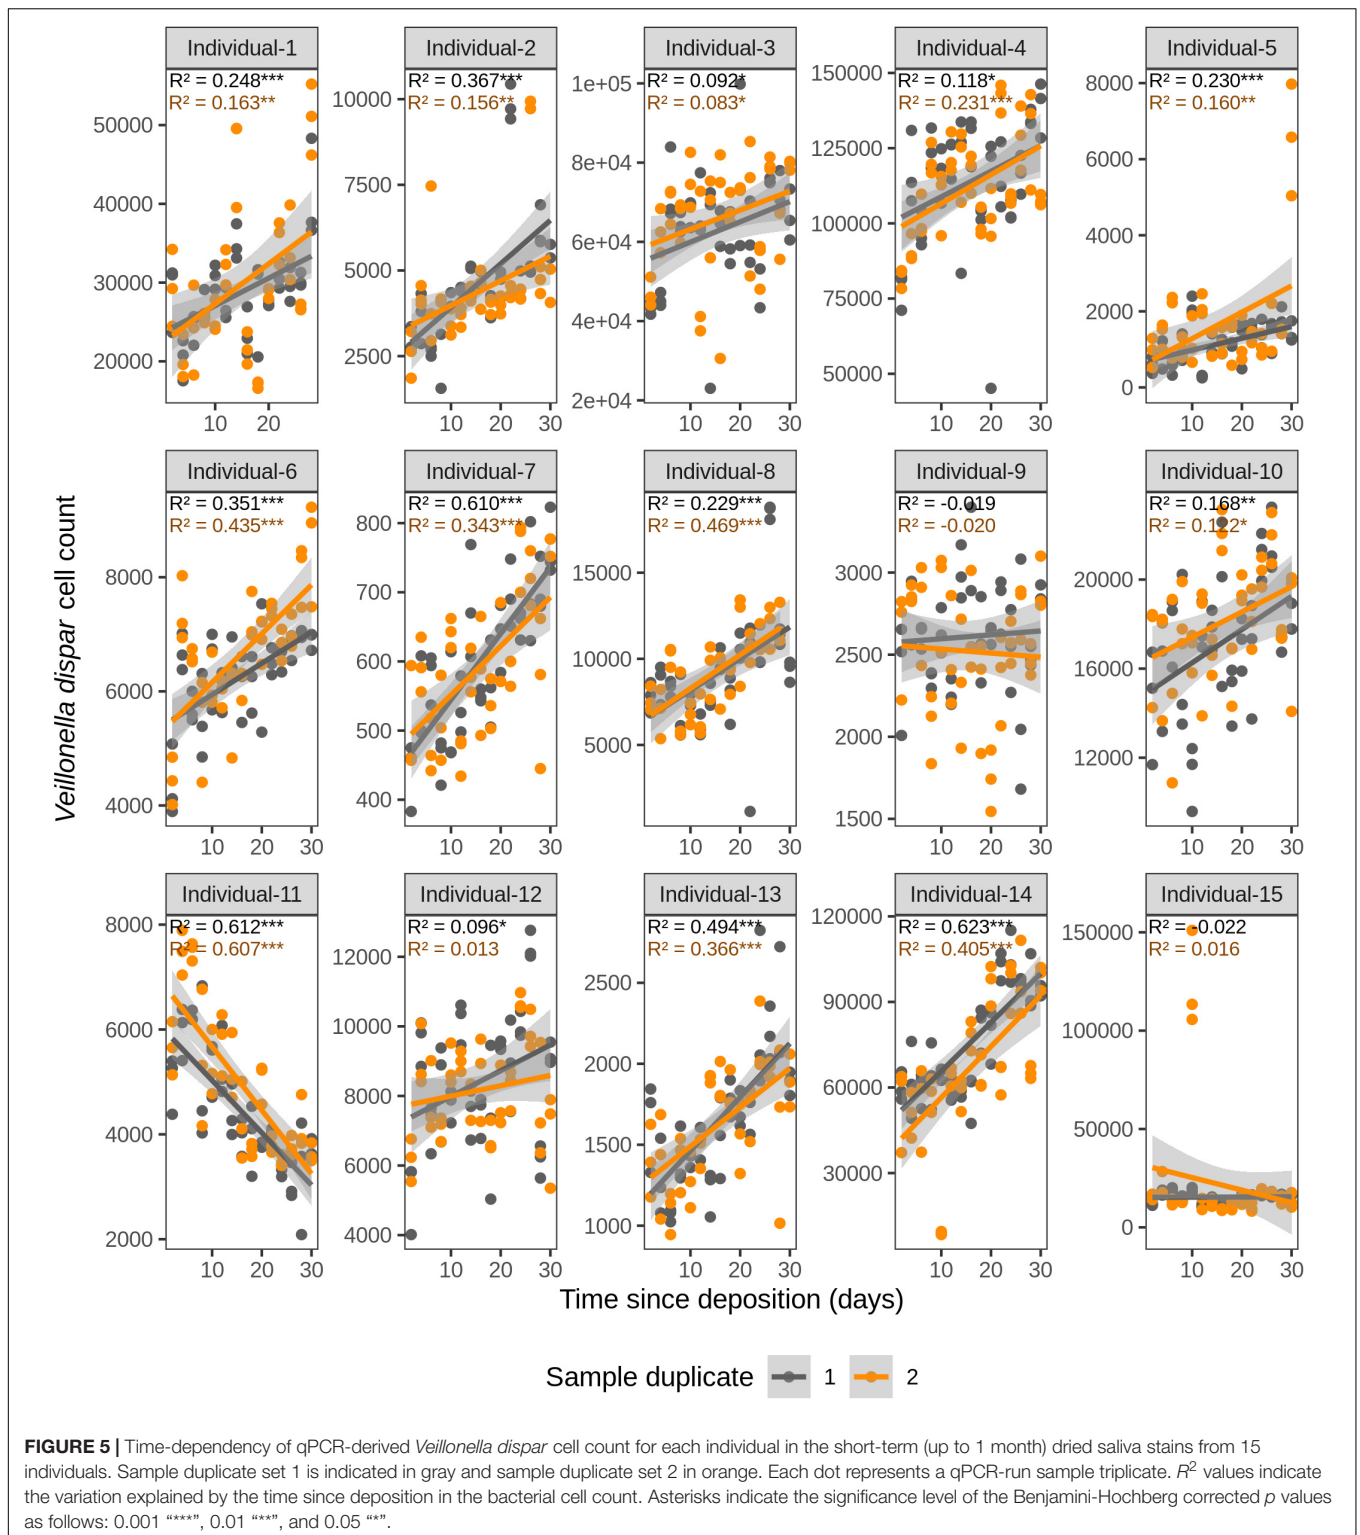 Individual-1
R² = 0.248***
R² = 0.163**
50000
40000
30000
20000
10 20
Individual-2
R² = 0.367***
R² = 0.156**
10000
7500
5000
2500
10 20 30
Individual-3
R² = 0.092*
R² = 0.083*
1e+05
8e+04
6e+04
4e+04
2e+04
10 20 30
Individual-4
R² = 0.118*
R² = 0.231***
150000
125000
100000
75000
50000
10 20 30
Individual-5
R² = 0.230***
R² = 0.160**
8000
6000
4000
2000
0
10 20 30
Veillonella dispar cell count
Individual-6
R² = 0.351***
R² = 0.435***
8000
6000
4000
10 20 30
Individual-7
R² = 0.610***
R² = 0.343***
800
700
600
500
400
10 20 30
Individual-8
R² = 0.229***
R² = 0.469***
15000
10000
5000
10 20 30
Individual-9
R² = -0.019
R² = -0.020
3000
2500
2000
1500
10 20 30
Individual-10
R² = 0.168**
R² = 0.122*
20000
16000
12000
10 20 30
Individual-11
R² = 0.612***
R² = 0.607***
8000
6000
4000
2000
10 20 30
Individual-12
R² = 0.096*
R² = 0.013
12000
10000
8000
6000
4000
10 20 30
Individual-13
R² = 0.494***
R² = 0.366***
2500
2000
1500
1000
10 20 30
Individual-14
R² = 0.623***
R² = 0.405***
120000
90000
60000
30000
10 20 30
Individual-15
R² = -0.022
R² = 0.016
150000
100000
50000
0
10 20 30
Time since deposition (days)
Sample duplicate 1 2
FIGURE 5 | Time-dependency of qPCR-derived Veillonella dispar cell count for each individual in the short-term (up to 1 month) dried saliva stains from 15
individuals. Sample duplicate set 1 is indicated in gray and sample duplicate set 2 in orange. Each dot represents a qPCR-run sample triplicate. R² values indicate
the variation explained by the time since deposition in the bacterial cell count. Asterisks indicate the significance level of the Benjamini-Hochberg corrected p values
as follows: 0.001 “***”, 0.01 “**”, and 0.05 “*”.